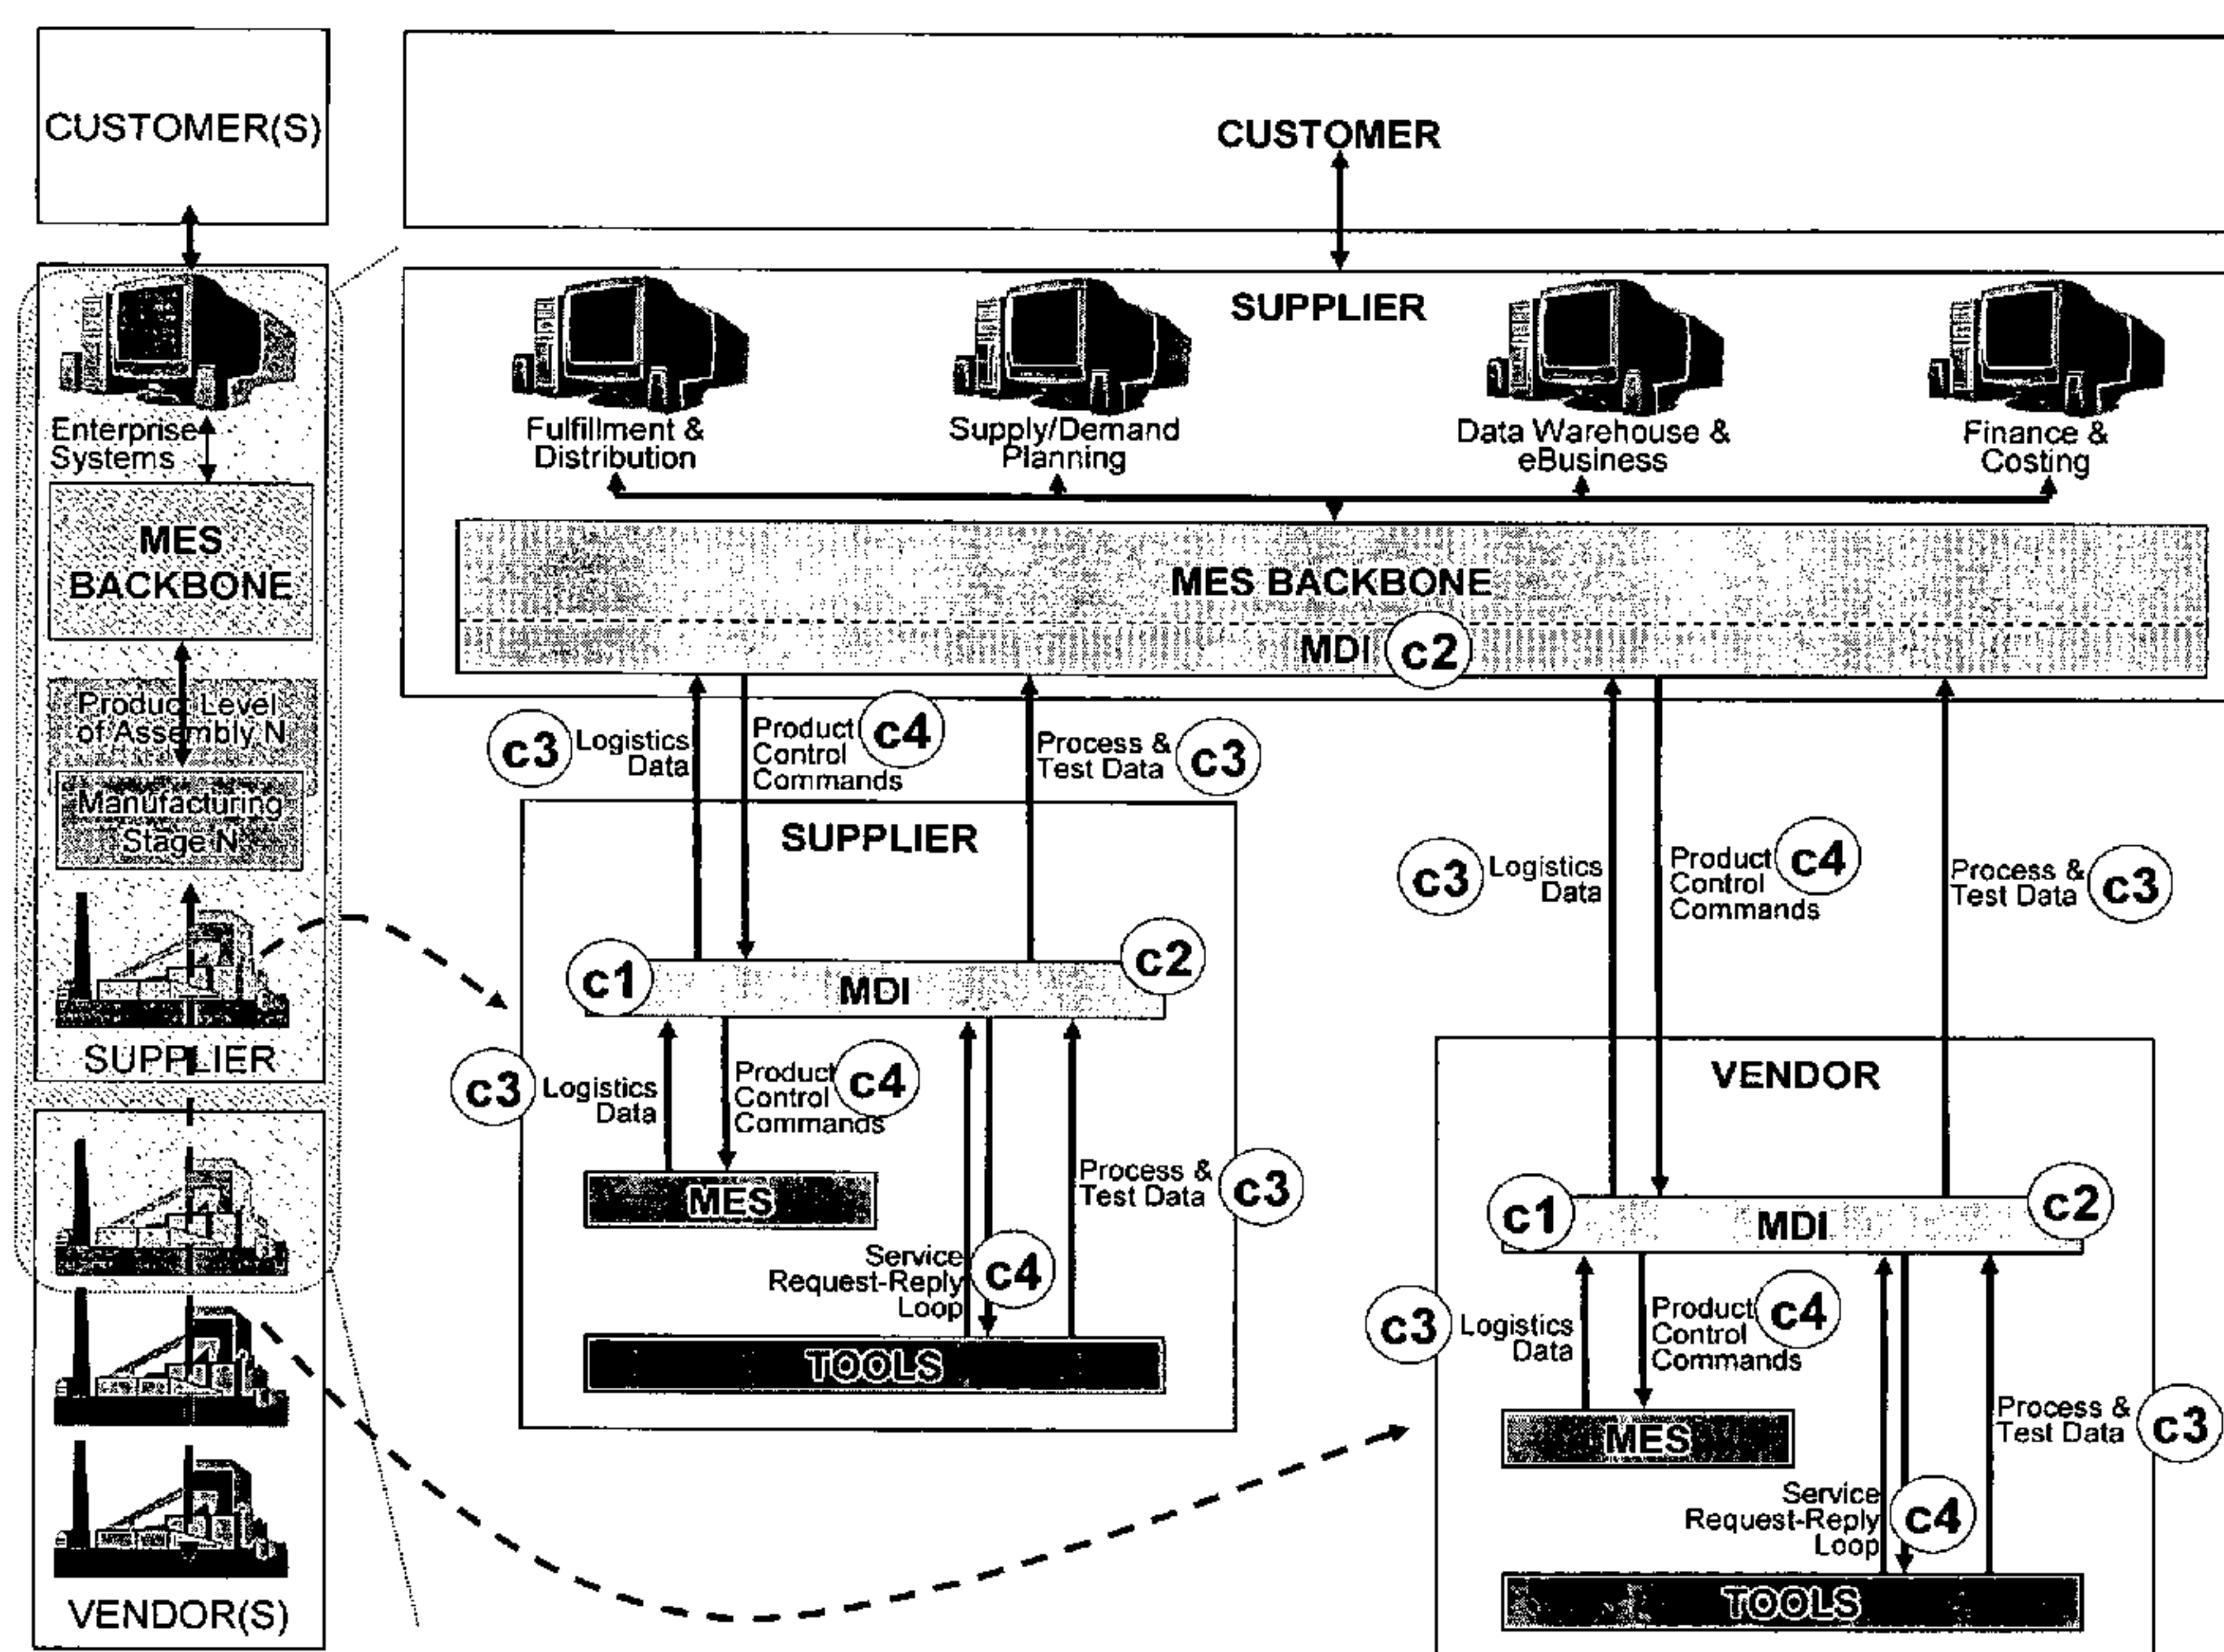 CUSTOMER(S)
Enterprise
Systems
MES
BACKBONE
Product Level
of Assembly N
Manufacturing
Stage N
SUPPLIER
VENDOR(S)
CUSTOMER
SUPPLIER
Fulfillment &
Distribution
Supply/Demand
Planning
Data Warehouse &
eBusiness
Finance &
Costing
MES BACKBONE
MDI c2
c3 Logistics
Data
Product c4
Control
Commands
Process & c3
Test Data
SUPPLIER
c1 MDI c2
c3 Logistics
Data
Product c4
Control
Commands
MES
Process & c3
Test Data
Service c4
Request-Reply
Loop
TOOLS
c3 Logistics
Data
Product c4
Control
Commands
Process & c3
Test Data
VENDOR
c1 MDI c2
c3 Logistics
Data
Product c4
Control
Commands
MES
Process & c3
Test Data
Service c4
Request-Reply
Loop
TOOLS